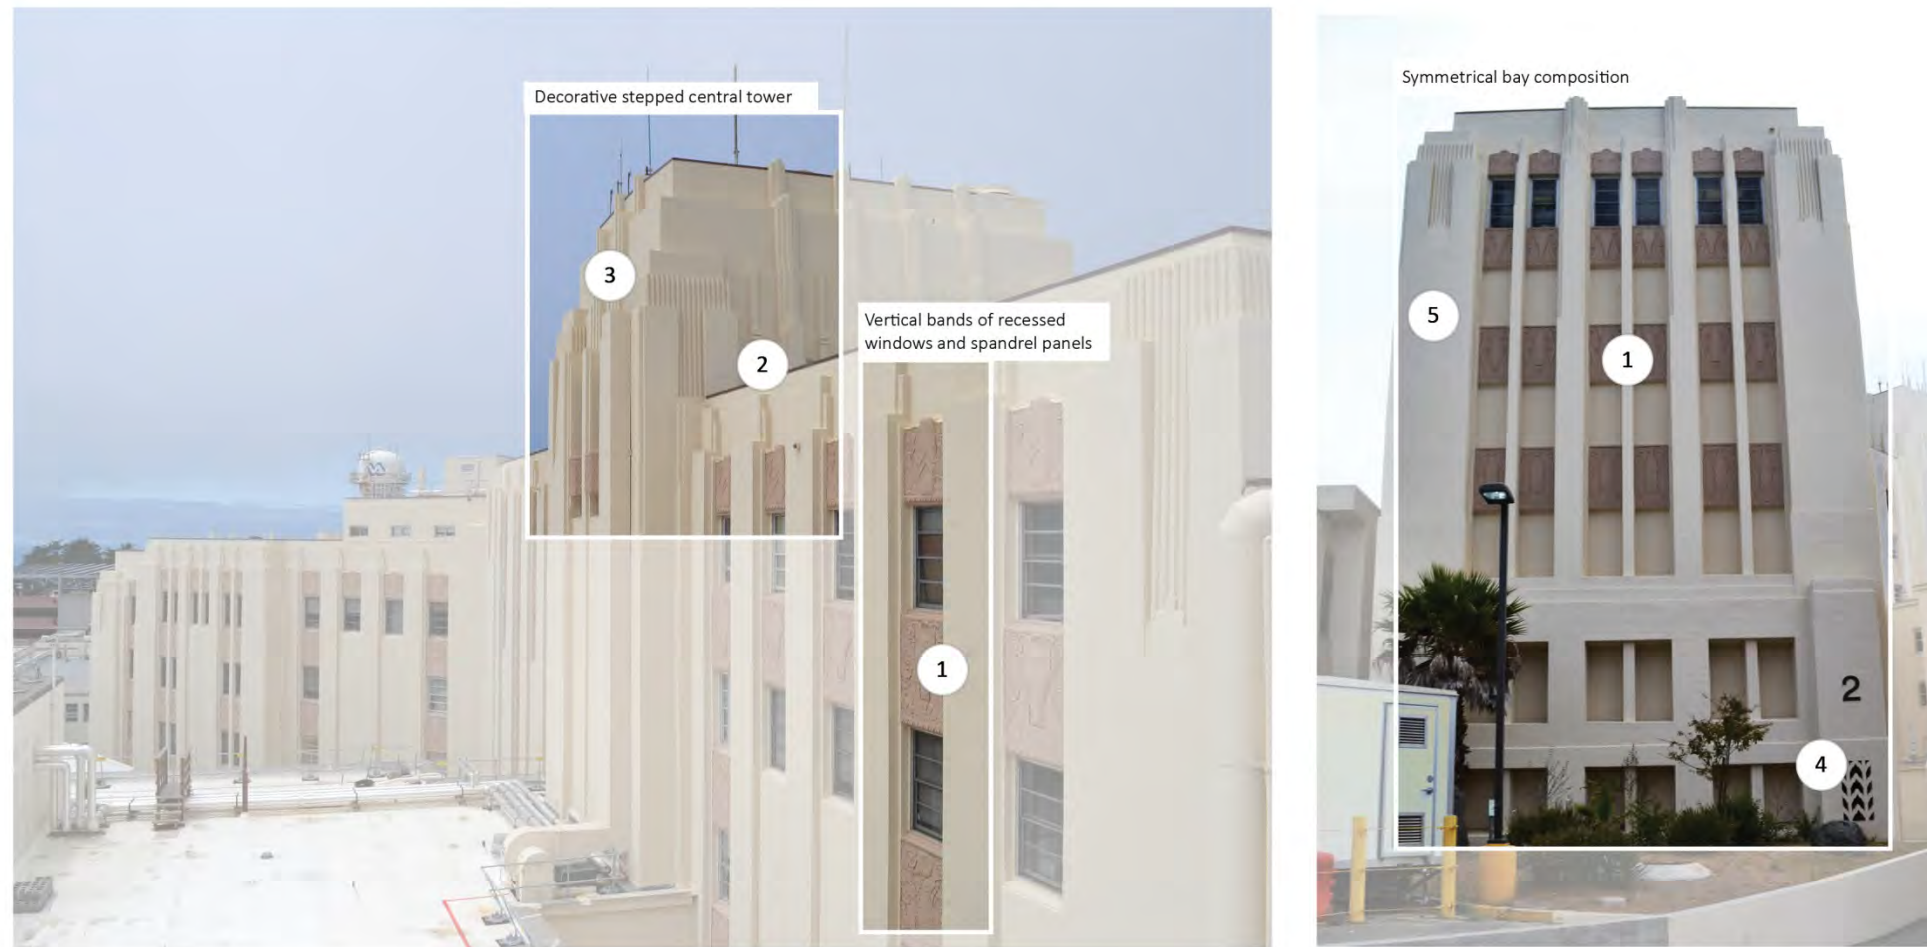 Decorative stepped central tower
3
2
Vertical bands of recessed
windows and spandrel panels
1
VA
Symmetrical bay composition
5
1
2
4